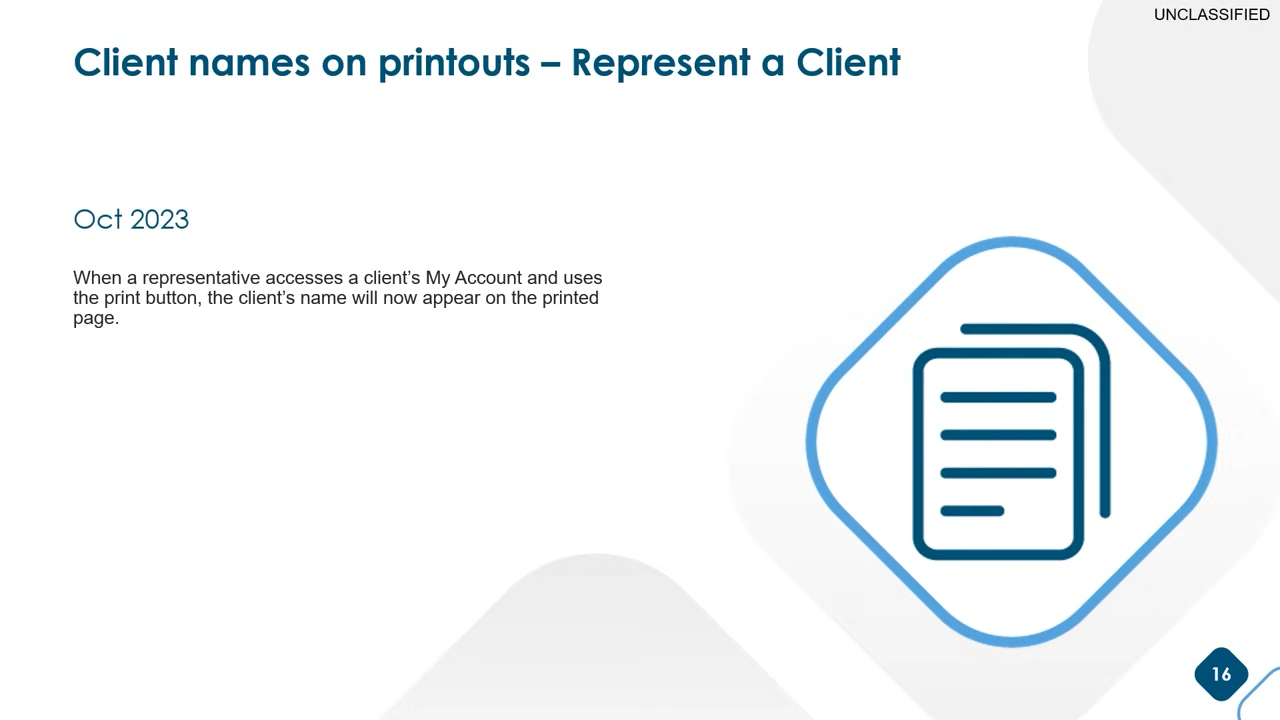 UNCLASSIFIED
Client names on printouts – Represent a Client
Oct 2023
When a representative accesses a client’s My Account and uses
the print button, the client’s name will now appear on the printed
page.
16